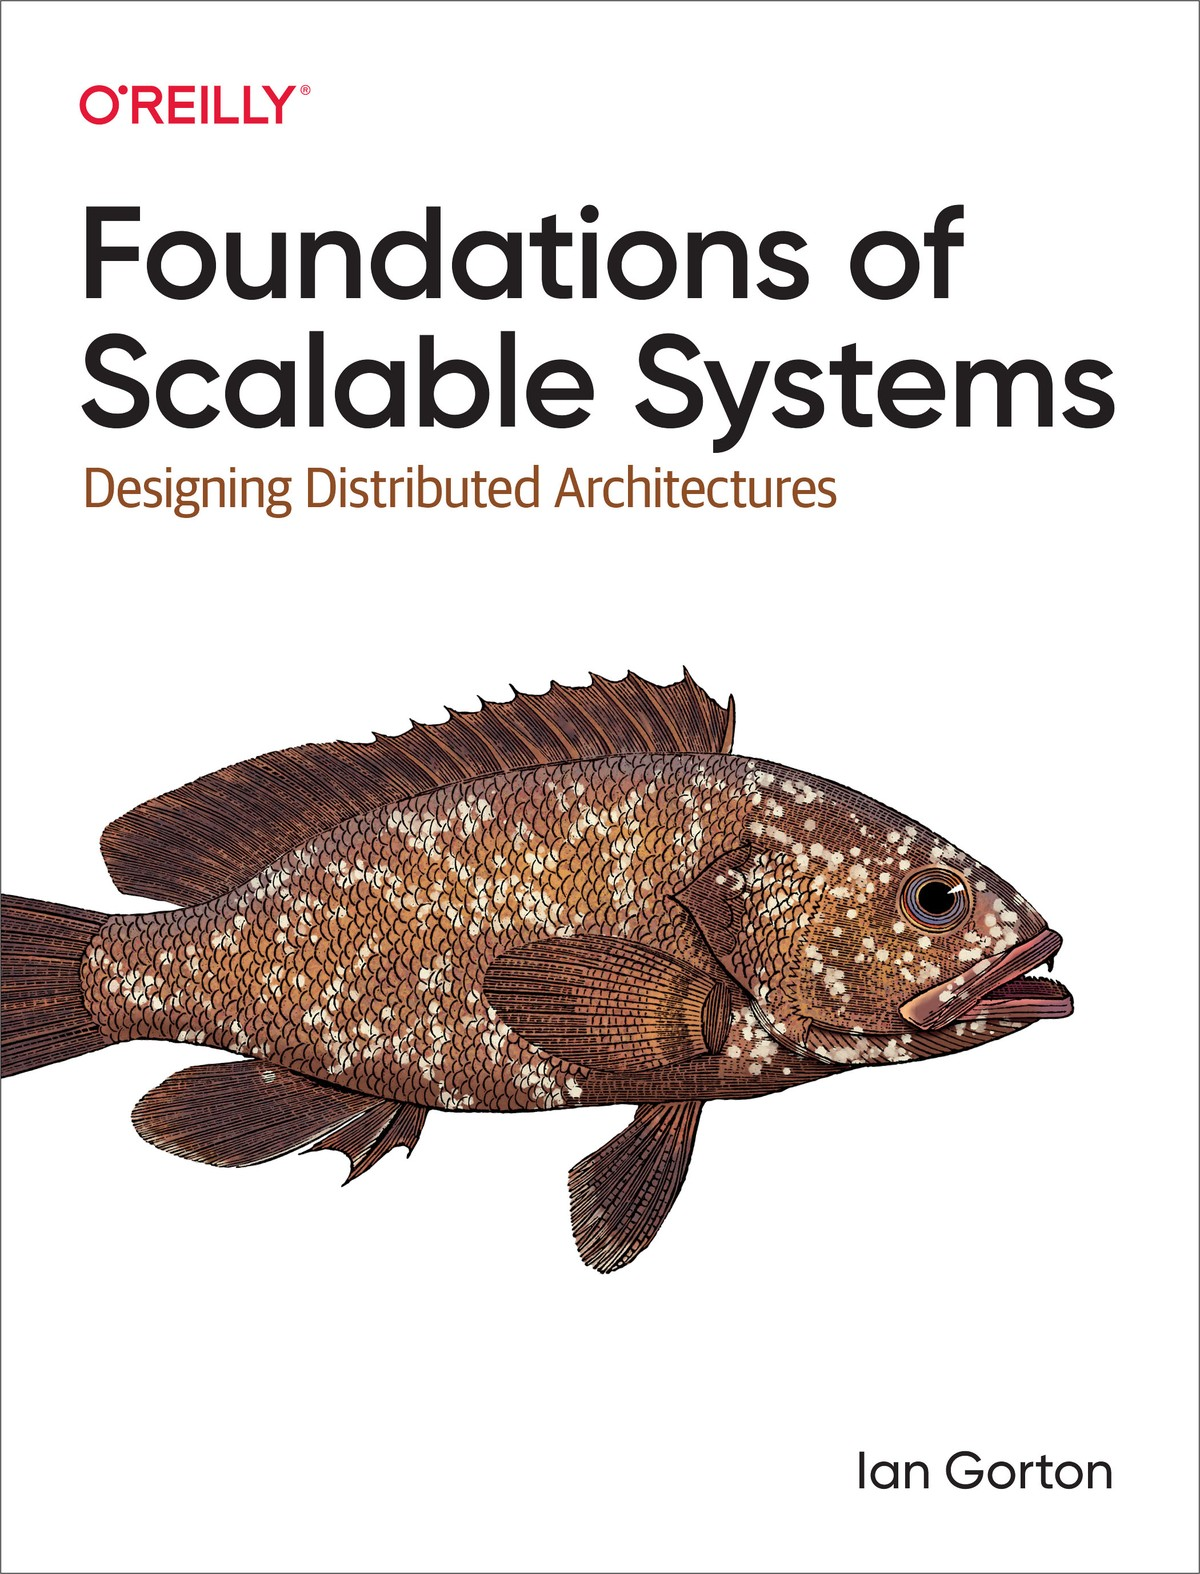 O'REILLY®
Foundations of
Scalable Systems
Designing Distributed Architectures
Ian Gorton